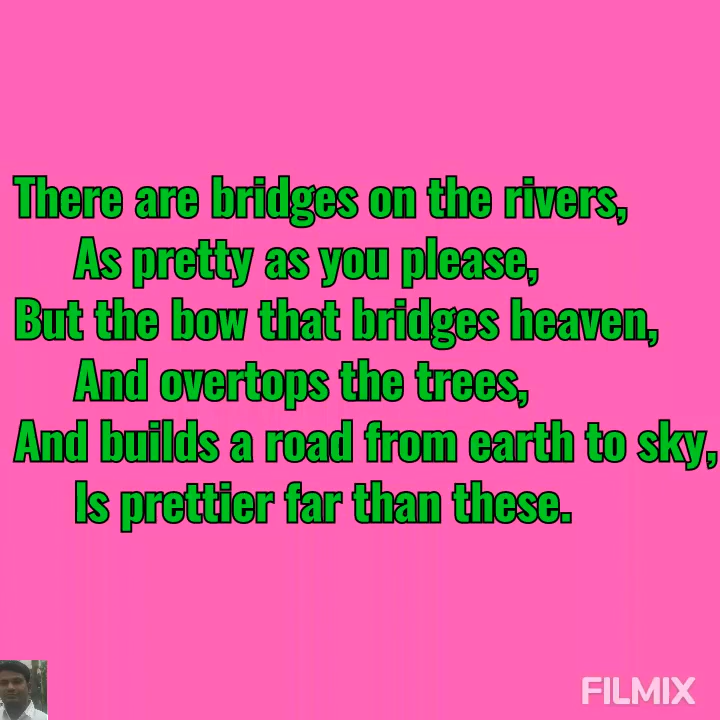 There are bridges on the rivers,
As pretty as you please,
But the bow that bridges heaven,
And overtops the trees,
And builds a road from earth to sky,
Is prettier far than these.
FILMIX